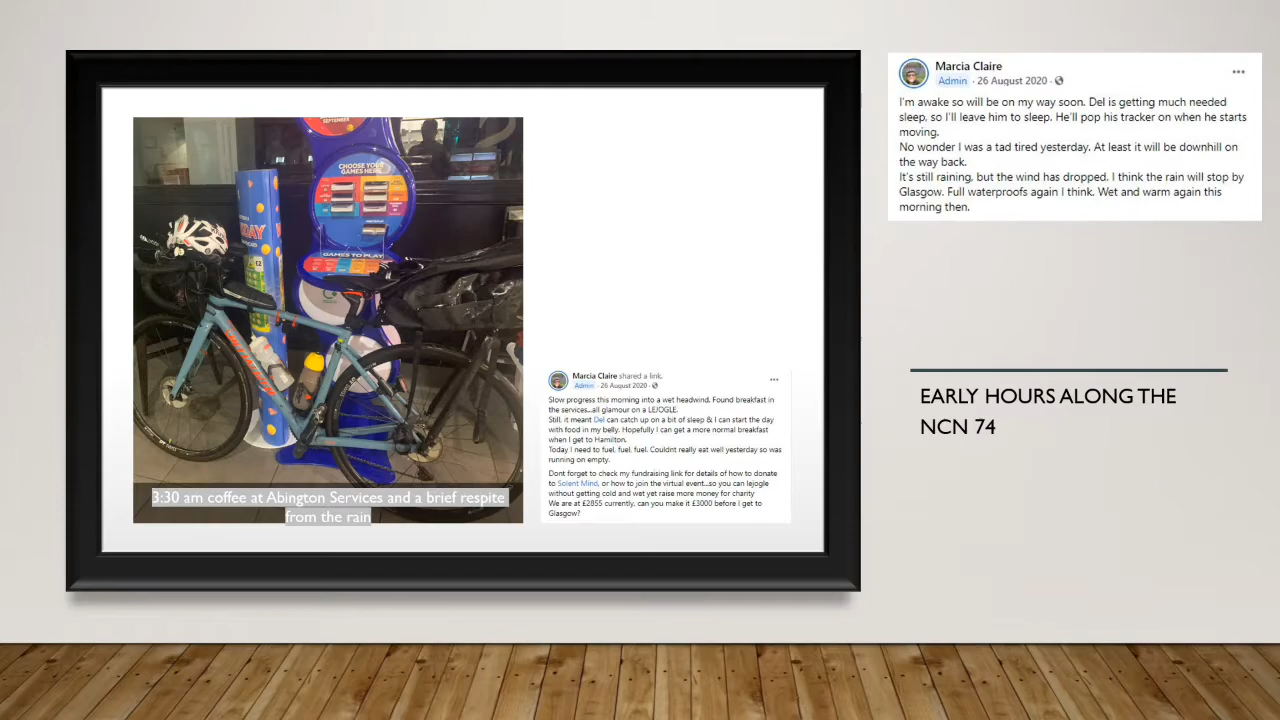 Marcia Claire
Admin · 26 August 2020 ·
I'm awake so will be on my way soon. Del is getting much needed
sleep, so I'll leave him to sleep. He'll pop his tracker on when he starts
moving.
No wonder I was a tad tired yesterday. At least it will be downhill on
the way back.
It's still raining, but the wind has dropped. I think the rain will stop by
Glasgow. Full waterproofs again I think. Wet and warm again this
morning then.
SEPTEMBER
CHOOSE YOUR
GAMES HERE
GAMES TO PLAY
£2
3:30 am coffee at Abington Services and a brief respite
from the rain
Marcia Claire shared a link.
Admin · 26 August 2020 ·
Slow progress this morning into a wet headwind. Found breakfast in
the services...all glamour on a LEJOGLE.
Still, it meant Del can catch up on a bit of sleep & I can start the day
with food in my belly. Hopefully I can get a more normal breakfast
when I get to Hamilton.
Today I need to fuel, fuel, fuel. Couldnt really eat well yesterday so was
running on empty.
Dont forget to check my fundraising link for details of how to donate
to Solent Mind, or how to join the virtual event...so you can lejogle
without getting cold and wet yet raise more money for charity
We are at £2855 currently, can you make it £3000 before I get to
Glasgow?
EARLY HOURS ALONG THE
NCN 74